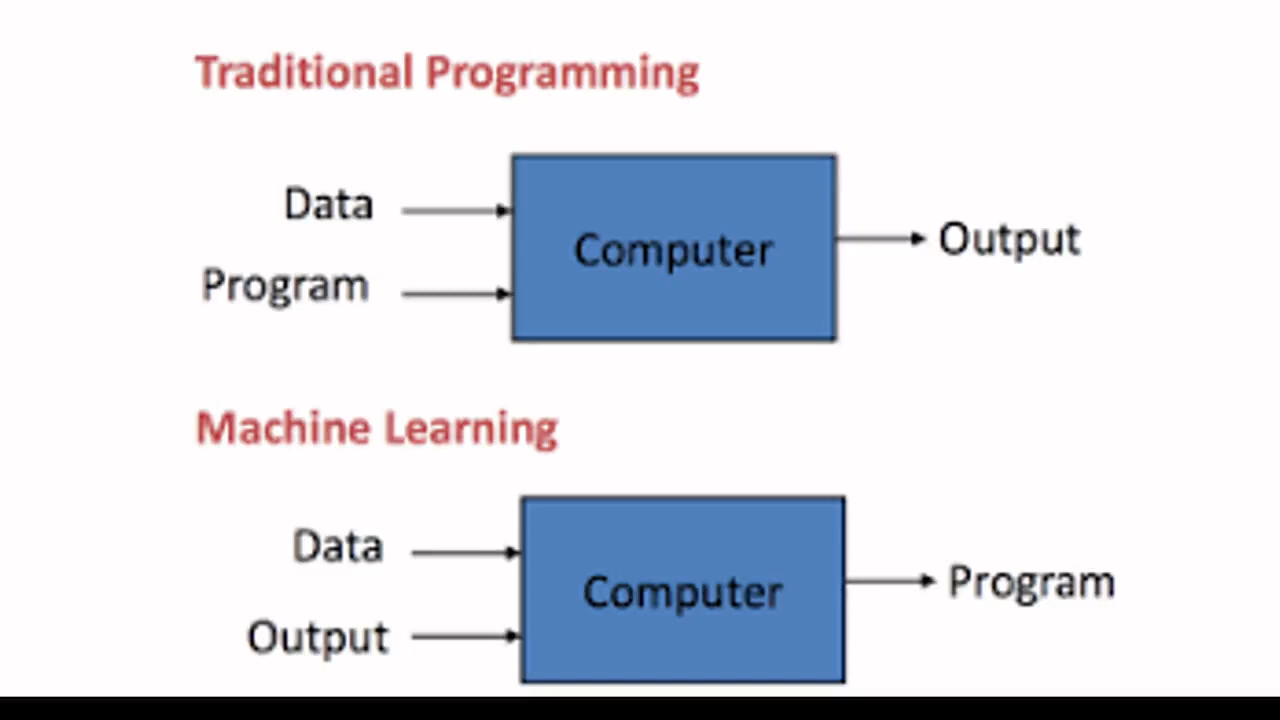 Traditional Programming
Data
Program
Computer
Output
Machine Learning
Data
Output
Computer
Program